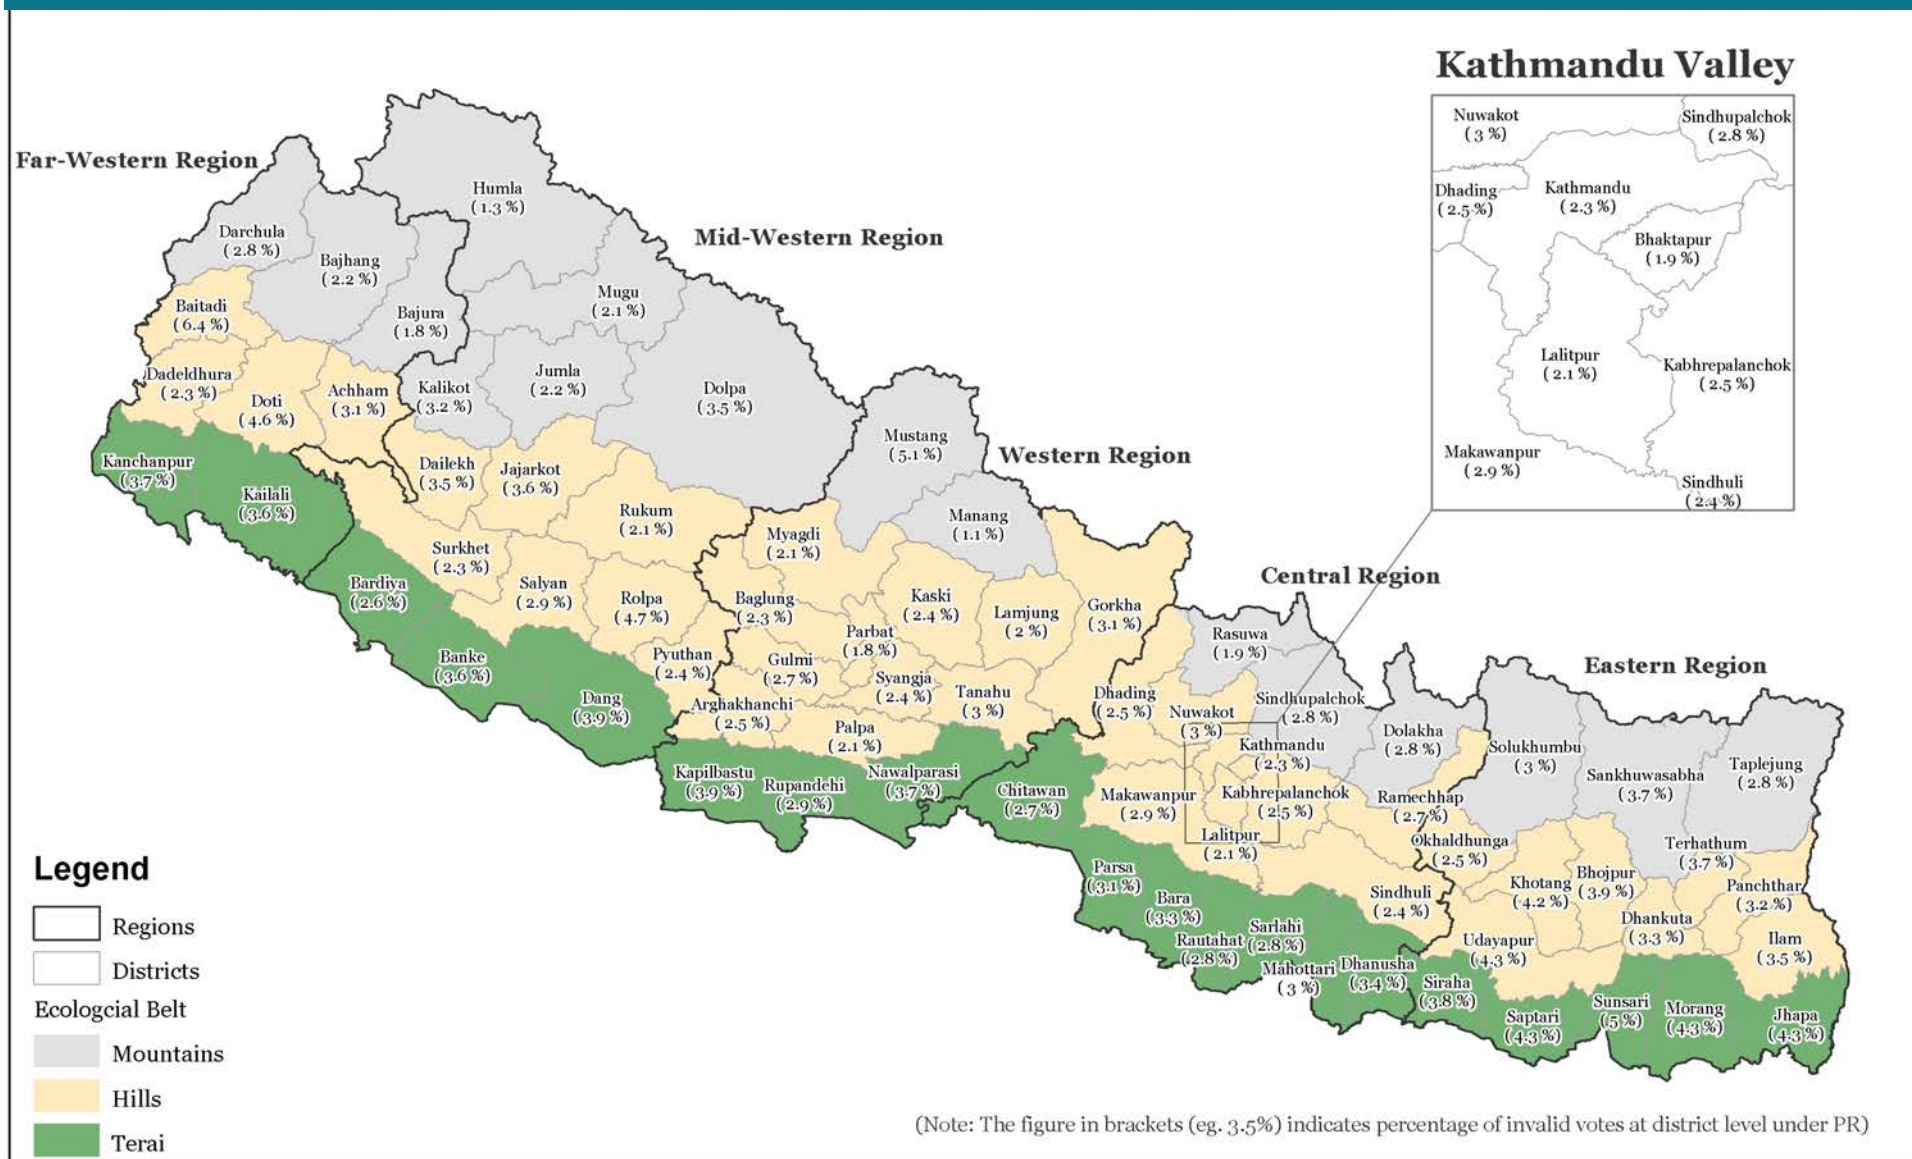 Kathmandu Valley
Nuwakot
( 3 %)
Sindhupalchok
( 2.8 %)
Dhading
( 2.5 %)
Kathmandu
( 2.3 %)
Bhaktapur
( 1.9 %)
Lalitpur
( 2.1 %)
Kabhrepalanchok
( 2.5 %)
Makawanpur
( 2.9 %)
Sindhuli
( 2.4 %)
Far-Western Region
Darchula
( 2.8 %)
Bajhang
( 2.2 %)
Bajura
( 1.8 %)
Baitadi
( 6.4 %)
Dadeldhura
( 2.3 %)
Doti
( 4.6 %)
Achham
( 3.1 %)
Kanchanpur
( 3.7 %)
Kailali
( 3.6 %)
Mid-Western Region
Humla
( 1.3 %)
Mugu
( 2.1 %)
Kalikot
( 3.2 %)
Jumla
( 2.2 %)
Dolpa
( 3.5 %)
Dailekh
( 3.5 %)
Jajarkot
( 3.6 %)
Rukum
( 2.1 %)
Surkhet
( 2.3 %)
Salyan
( 2.9 %)
Rolpa
( 4.7 %)
Pyuthan
( 2.4 %)
Bardiya
( 2.6 %)
Banke
( 3.6 %)
Dang
( 3.9 %)
Western Region
Mustang
( 5.1 %)
Manang
( 1.1 %)
Myagdi
( 2.1 %)
Baglung
( 2.3 %)
Parbat
( 1.8 %)
Kaski
( 2.4 %)
Lamjung
( 2 %)
Gorkha
( 3.1 %)
Gulmi
( 2.7 %)
Syangja
( 2.4 %)
Tanahu
( 3 %)
Arghakhanchi
( 2.5 %)
Palpa
( 2.1 %)
Kapilbastu
( 3.9 %)
Rupandehi
( 2.9 %)
Nawalparasi
( 3.7 %)
Central Region
Rasuwa
( 1.9 %)
Dhading
( 2.5 %)
Nuwakot
( 3 %)
Sindhupalchok
( 2.8 %)
Dolakha
( 2.8 %)
Kathmandu
( 2.3 %)
Chitawan
( 2.7 %)
Makawanpur
( 2.9 %)
Kabhrepalanchok
( 2.5 %)
Ramechhap
( 2.7 %)
Lalitpur
( 2.1 %)
Sindhuli
( 2.4 %)
Parsa
( 3.1 %)
Bara
( 3.3 %)
Rautahat
( 2.8 %)
Sarlahi
( 2.8 %)
Mahottari
( 3 %)
Dhanusha
( 3.4 %)
Eastern Region
Solukhumbu
( 3 %)
Sankhuwasabha
( 3.7 %)
Taplejung
( 2.8 %)
Okhaldhunga
( 2.5 %)
Khotang
( 4.2 %)
Bhojpur
( 3.9 %)
Terhathum
( 3.7 %)
Panchthar
( 3.2 %)
Dhankuta
( 3.3 %)
Ilam
( 3.5 %)
Udayapur
( 4.3 %)
Siraha
( 3.8 %)
Saptari
( 4.3 %)
Sunsari
( 5 %)
Morang
( 4.3 %)
Jhapa
( 4.3 %)
Legend
Regions
Districts
Ecologcial Belt
Mountains
Hills
Terai
(Note: The figure in brackets (eg. 3.5%) indicates percentage of invalid votes at district level under PR)